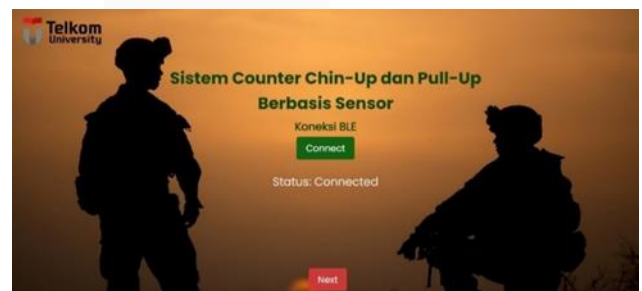 Telkom
University
Sistem Counter Chin-Up dan Pull-Up
Berbasis Sensor
Koneksi BLE
Connect
Status: Connected
Next